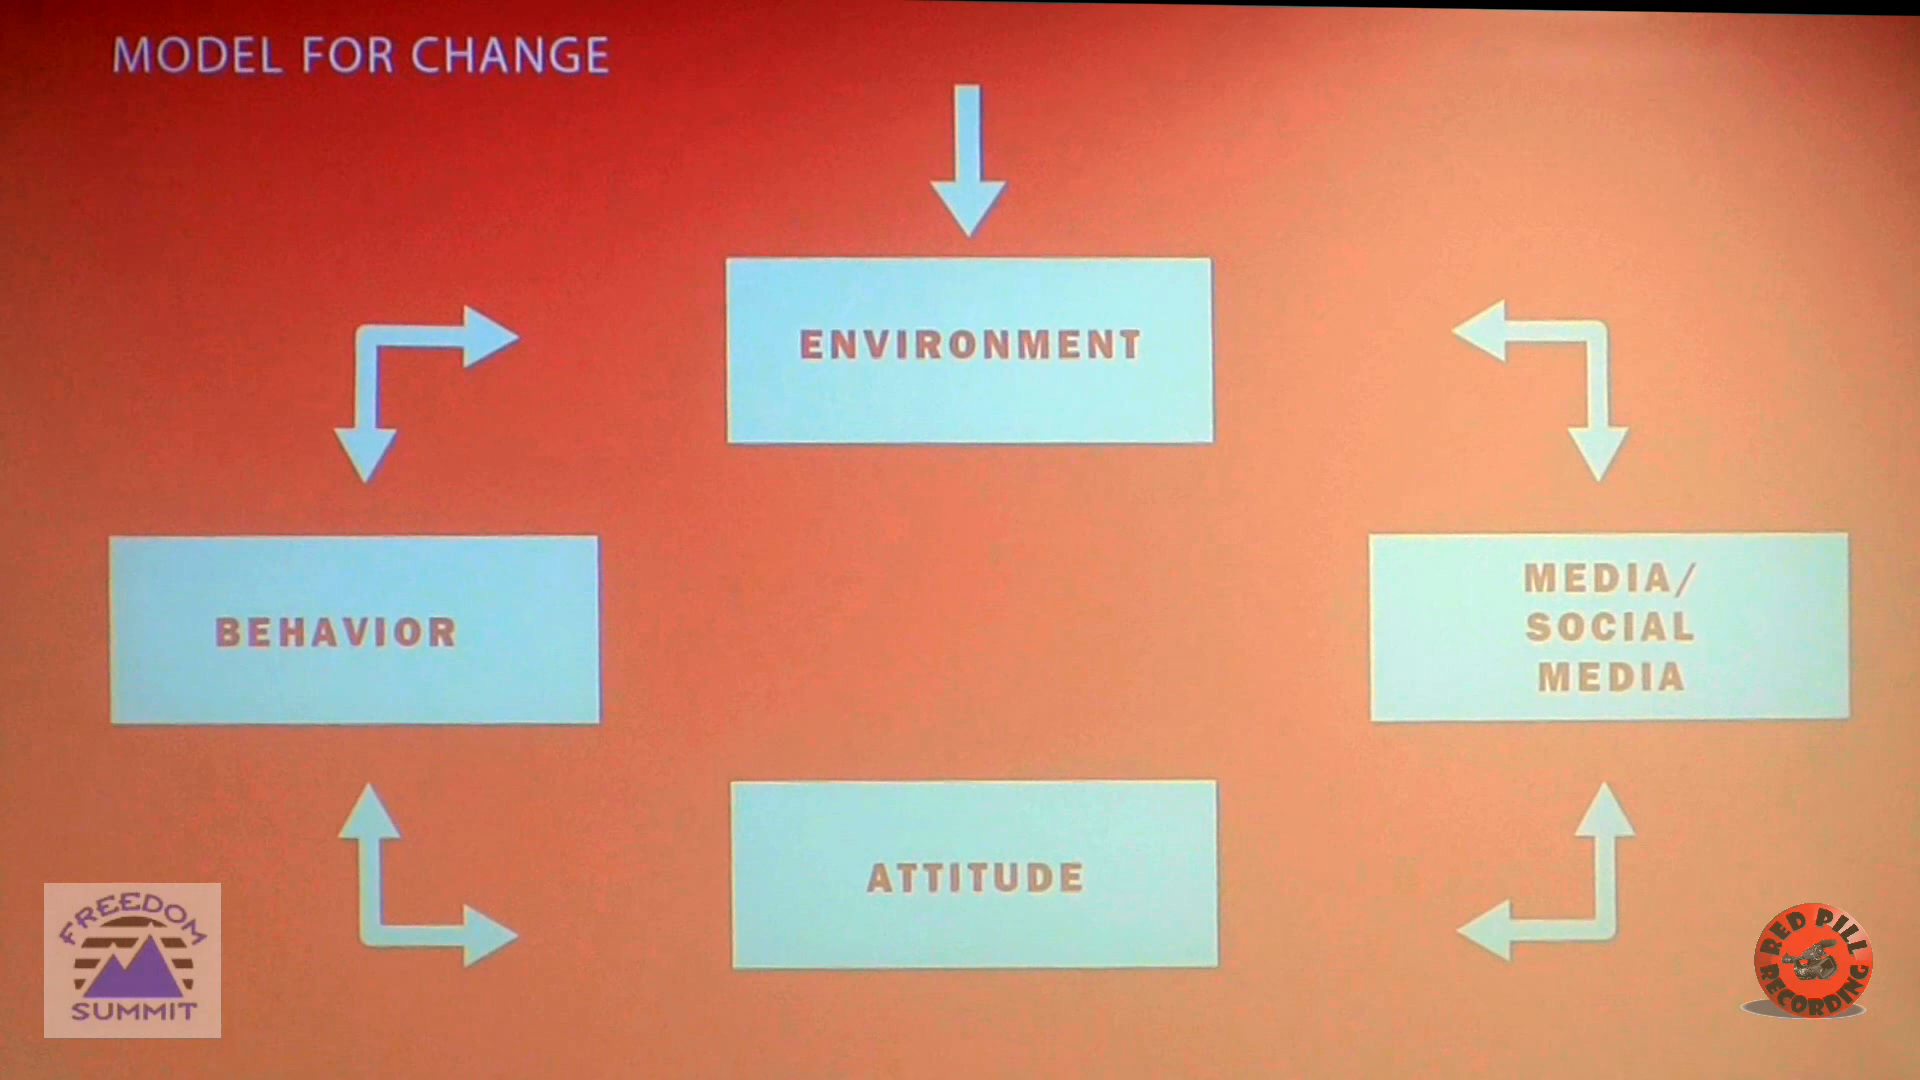 MODEL FOR CHANGE
ENVIRONMENT
BEHAVIOR
MEDIA/
SOCIAL
MEDIA
ATTITUDE
FREEDOM
SUMMIT
RED PILL
RECORDING